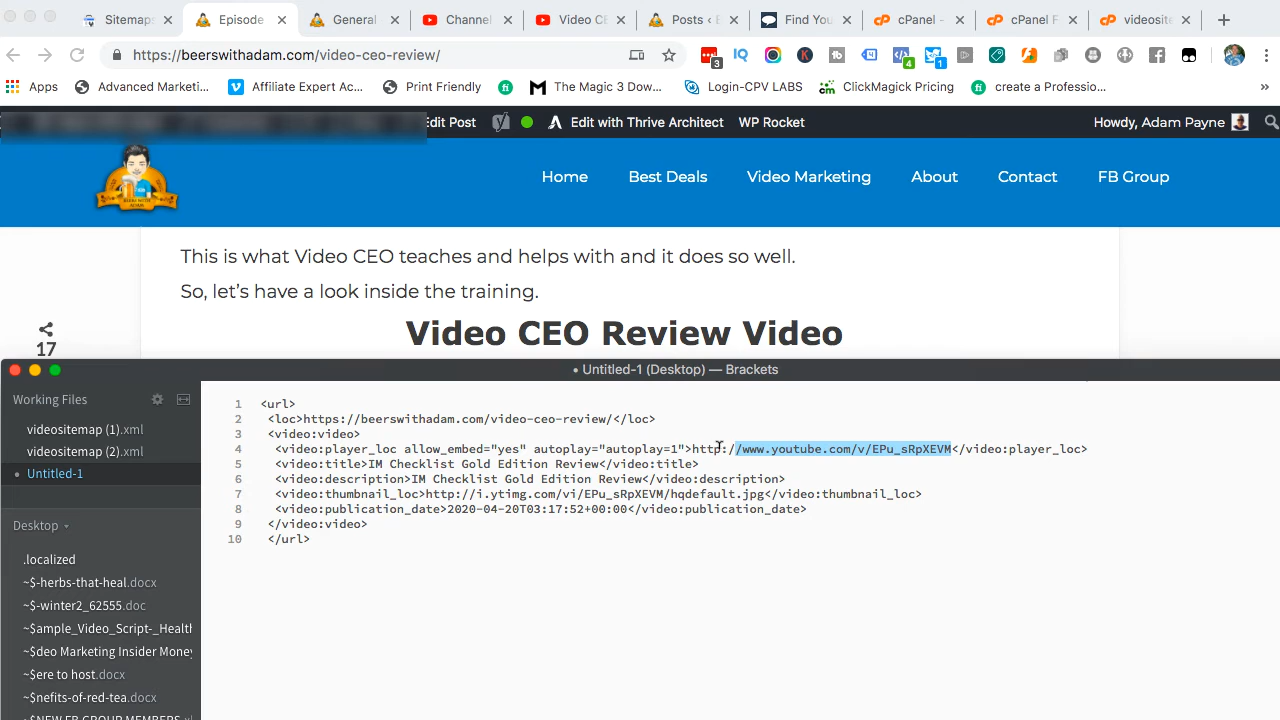 Sitemaps
Episode
General
Channel
Video CE
Posts ‹ B
Find You
cPanel -
cPanel F
videosite
https://beerswithadam.com/video-ceo-review/
3
4
1
Apps
Advanced Marketi...
Affiliate Expert Ac...
Print Friendly
The Magic 3 Dow...
Login-CPV LABS
ClickMagick Pricing
create a Professio...
»
Edit Post
Edit with Thrive Architect
WP Rocket
Howdy, Adam Payne
Home
Best Deals
Video Marketing
About
Contact
FB Group
This is what Video CEO teaches and helps with and it does so well.
So, let’s have a look inside the training.
17
Video CEO Review Video
• Untitled-1 (Desktop) — Brackets
Working Files
videositemap (1).xml
videositemap (2).xml
• Untitled-1
Desktop
.localized
~$-herbs-that-heal.docx
~$-winter2_62555.doc
~$ample_Video_Script-_Health
~$deo Marketing Insider Money
~$ere to host.docx
~$nefits-of-red-tea.docx
~$NEW FB GROUP MEMBERS
1 <url>
2 <loc>https://beerswithadam.com/video-ceo-review/</loc>
3 <video:video>
4 <video:player_loc allow_embed="yes" autoplay="autoplay=1">http://www.youtube.com/v/EPu_sRpXEVM</video:player_loc>
5 <video:title>IM Checklist Gold Edition Review</video:title>
6 <video:description>IM Checklist Gold Edition Review</video:description>
7 <video:thumbnail_loc>http://i.ytimg.com/vi/EPu_sRpXEVM/hqdefault.jpg</video:thumbnail_loc>
8 <video:publication_date>2020-04-20T03:17:52+00:00</video:publication_date>
9 </video:video>
10 </url>